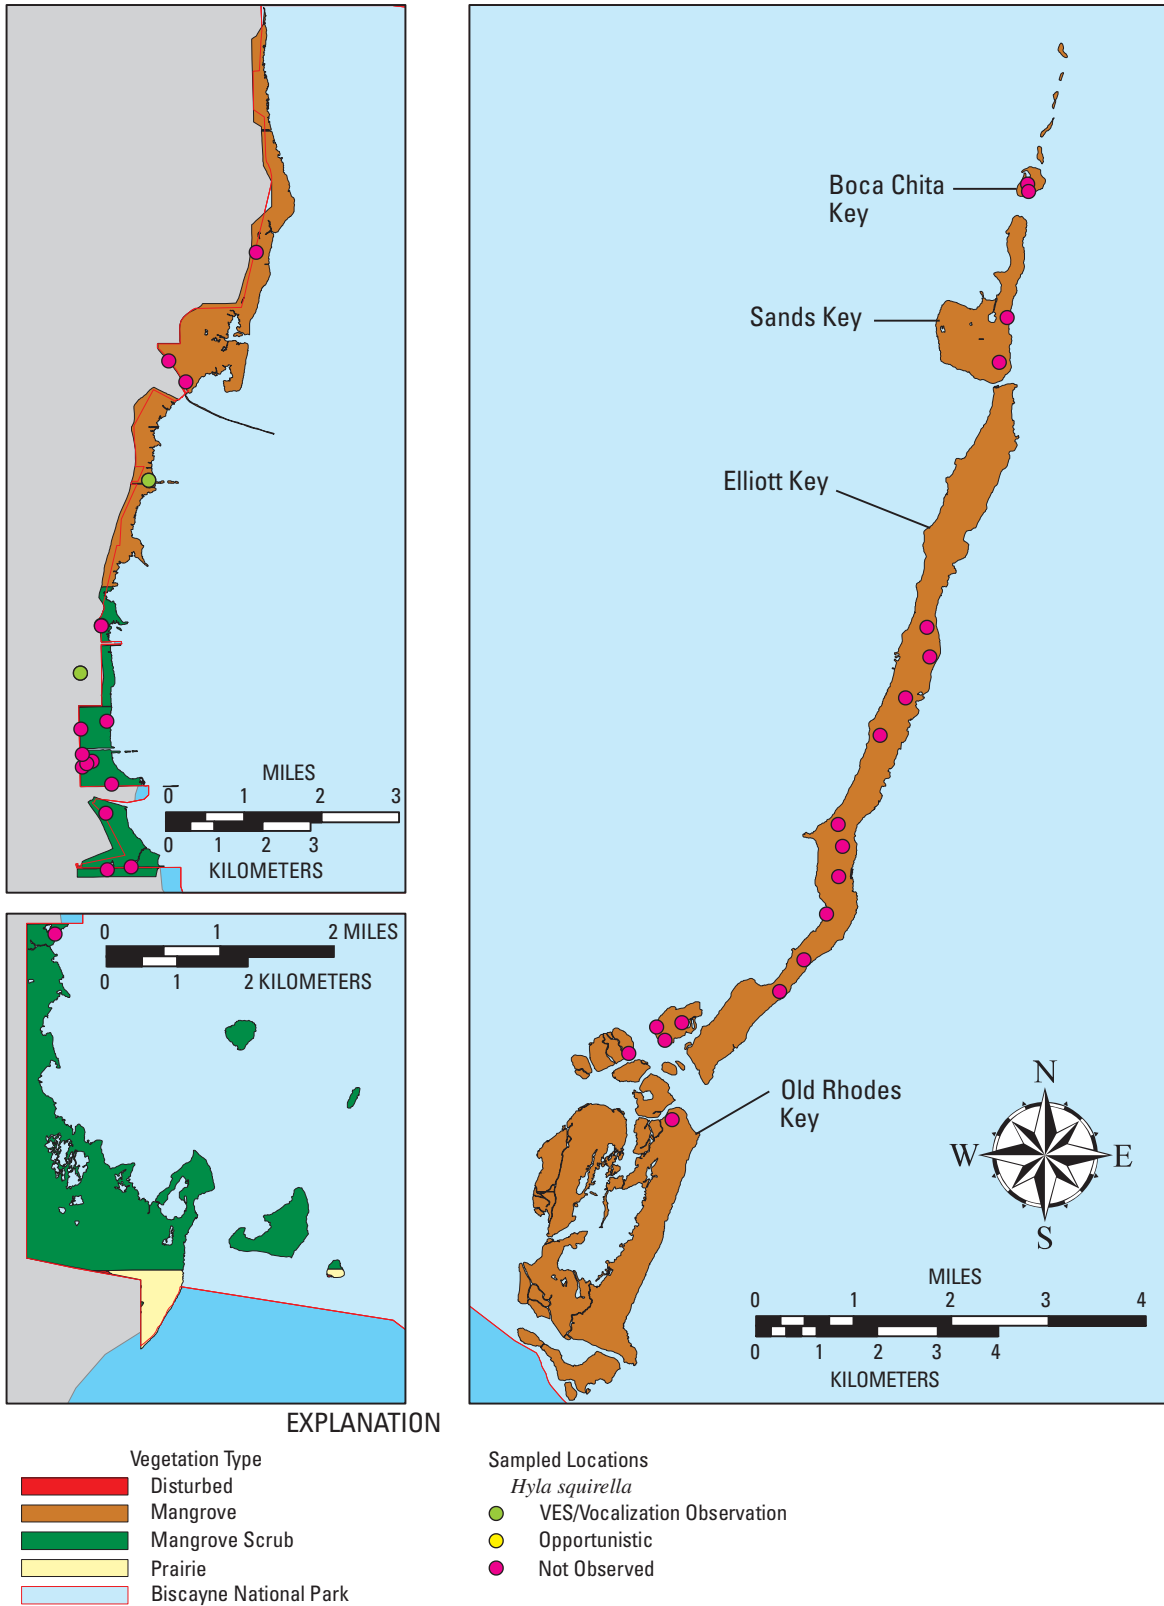 MILES
0 1 2 3
0 1 2 3
KILOMETERS
0 1 2 MILES
0 1 2 KILOMETERS
Boca Chita
Key
Sands Key
Elliott Key
Old Rhodes
Key
N
W E
S
MILES
0 1 2 3 4
0 1 2 3 4
KILOMETERS
EXPLANATION
Vegetation Type
Disturbed
Mangrove
Mangrove Scrub
Prairie
Biscayne National Park
Sampled Locations
Hyla squirella
VES/Vocalization Observation
Opportunistic
Not Observed